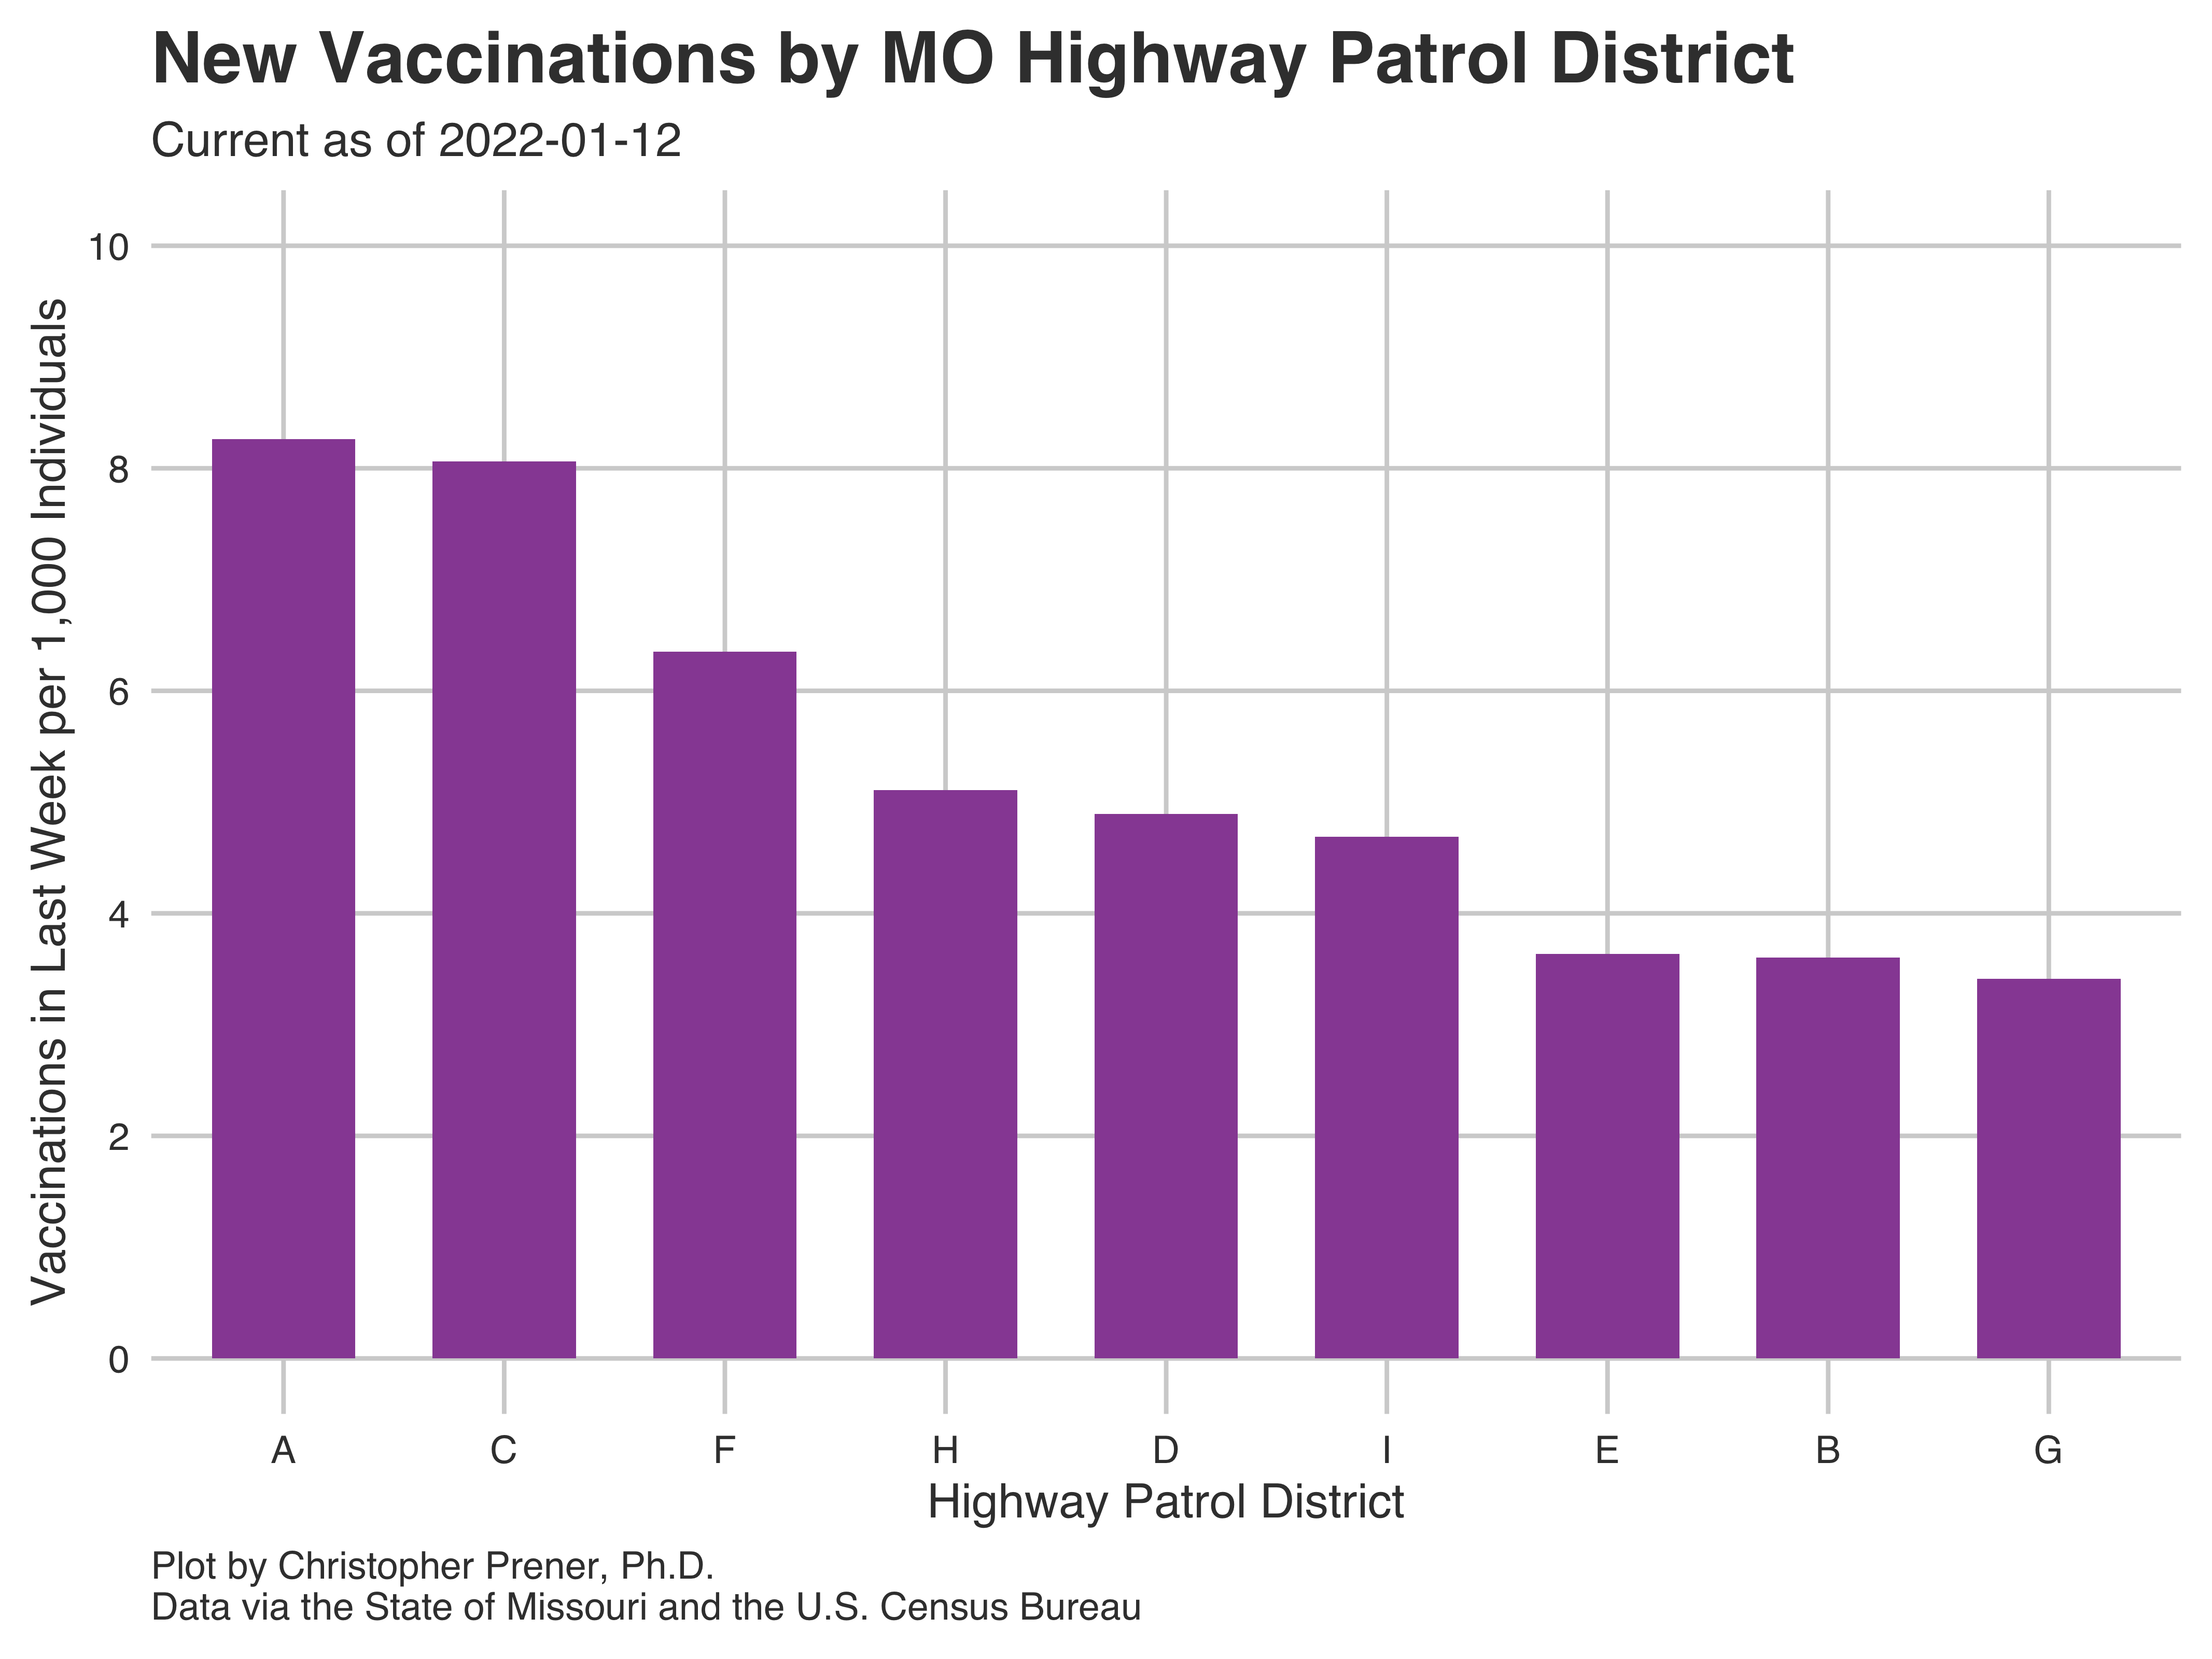 New Vaccinations by MO Highway Patrol District
Current as of 2022-01-12
Vaccinations in Last Week per 1,000 Individuals
10
8
6
4
2
0
A C F H D I E B G
Highway Patrol District
Plot by Christopher Prener, Ph.D.
Data via the State of Missouri and the U.S. Census Bureau